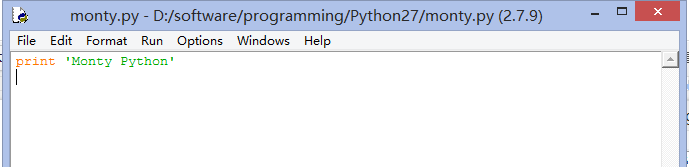 monty.py - D:/software/programming/Python27/monty.py (2.7.9)
File Edit Format Run Options Windows Help
print 'Monty Python'